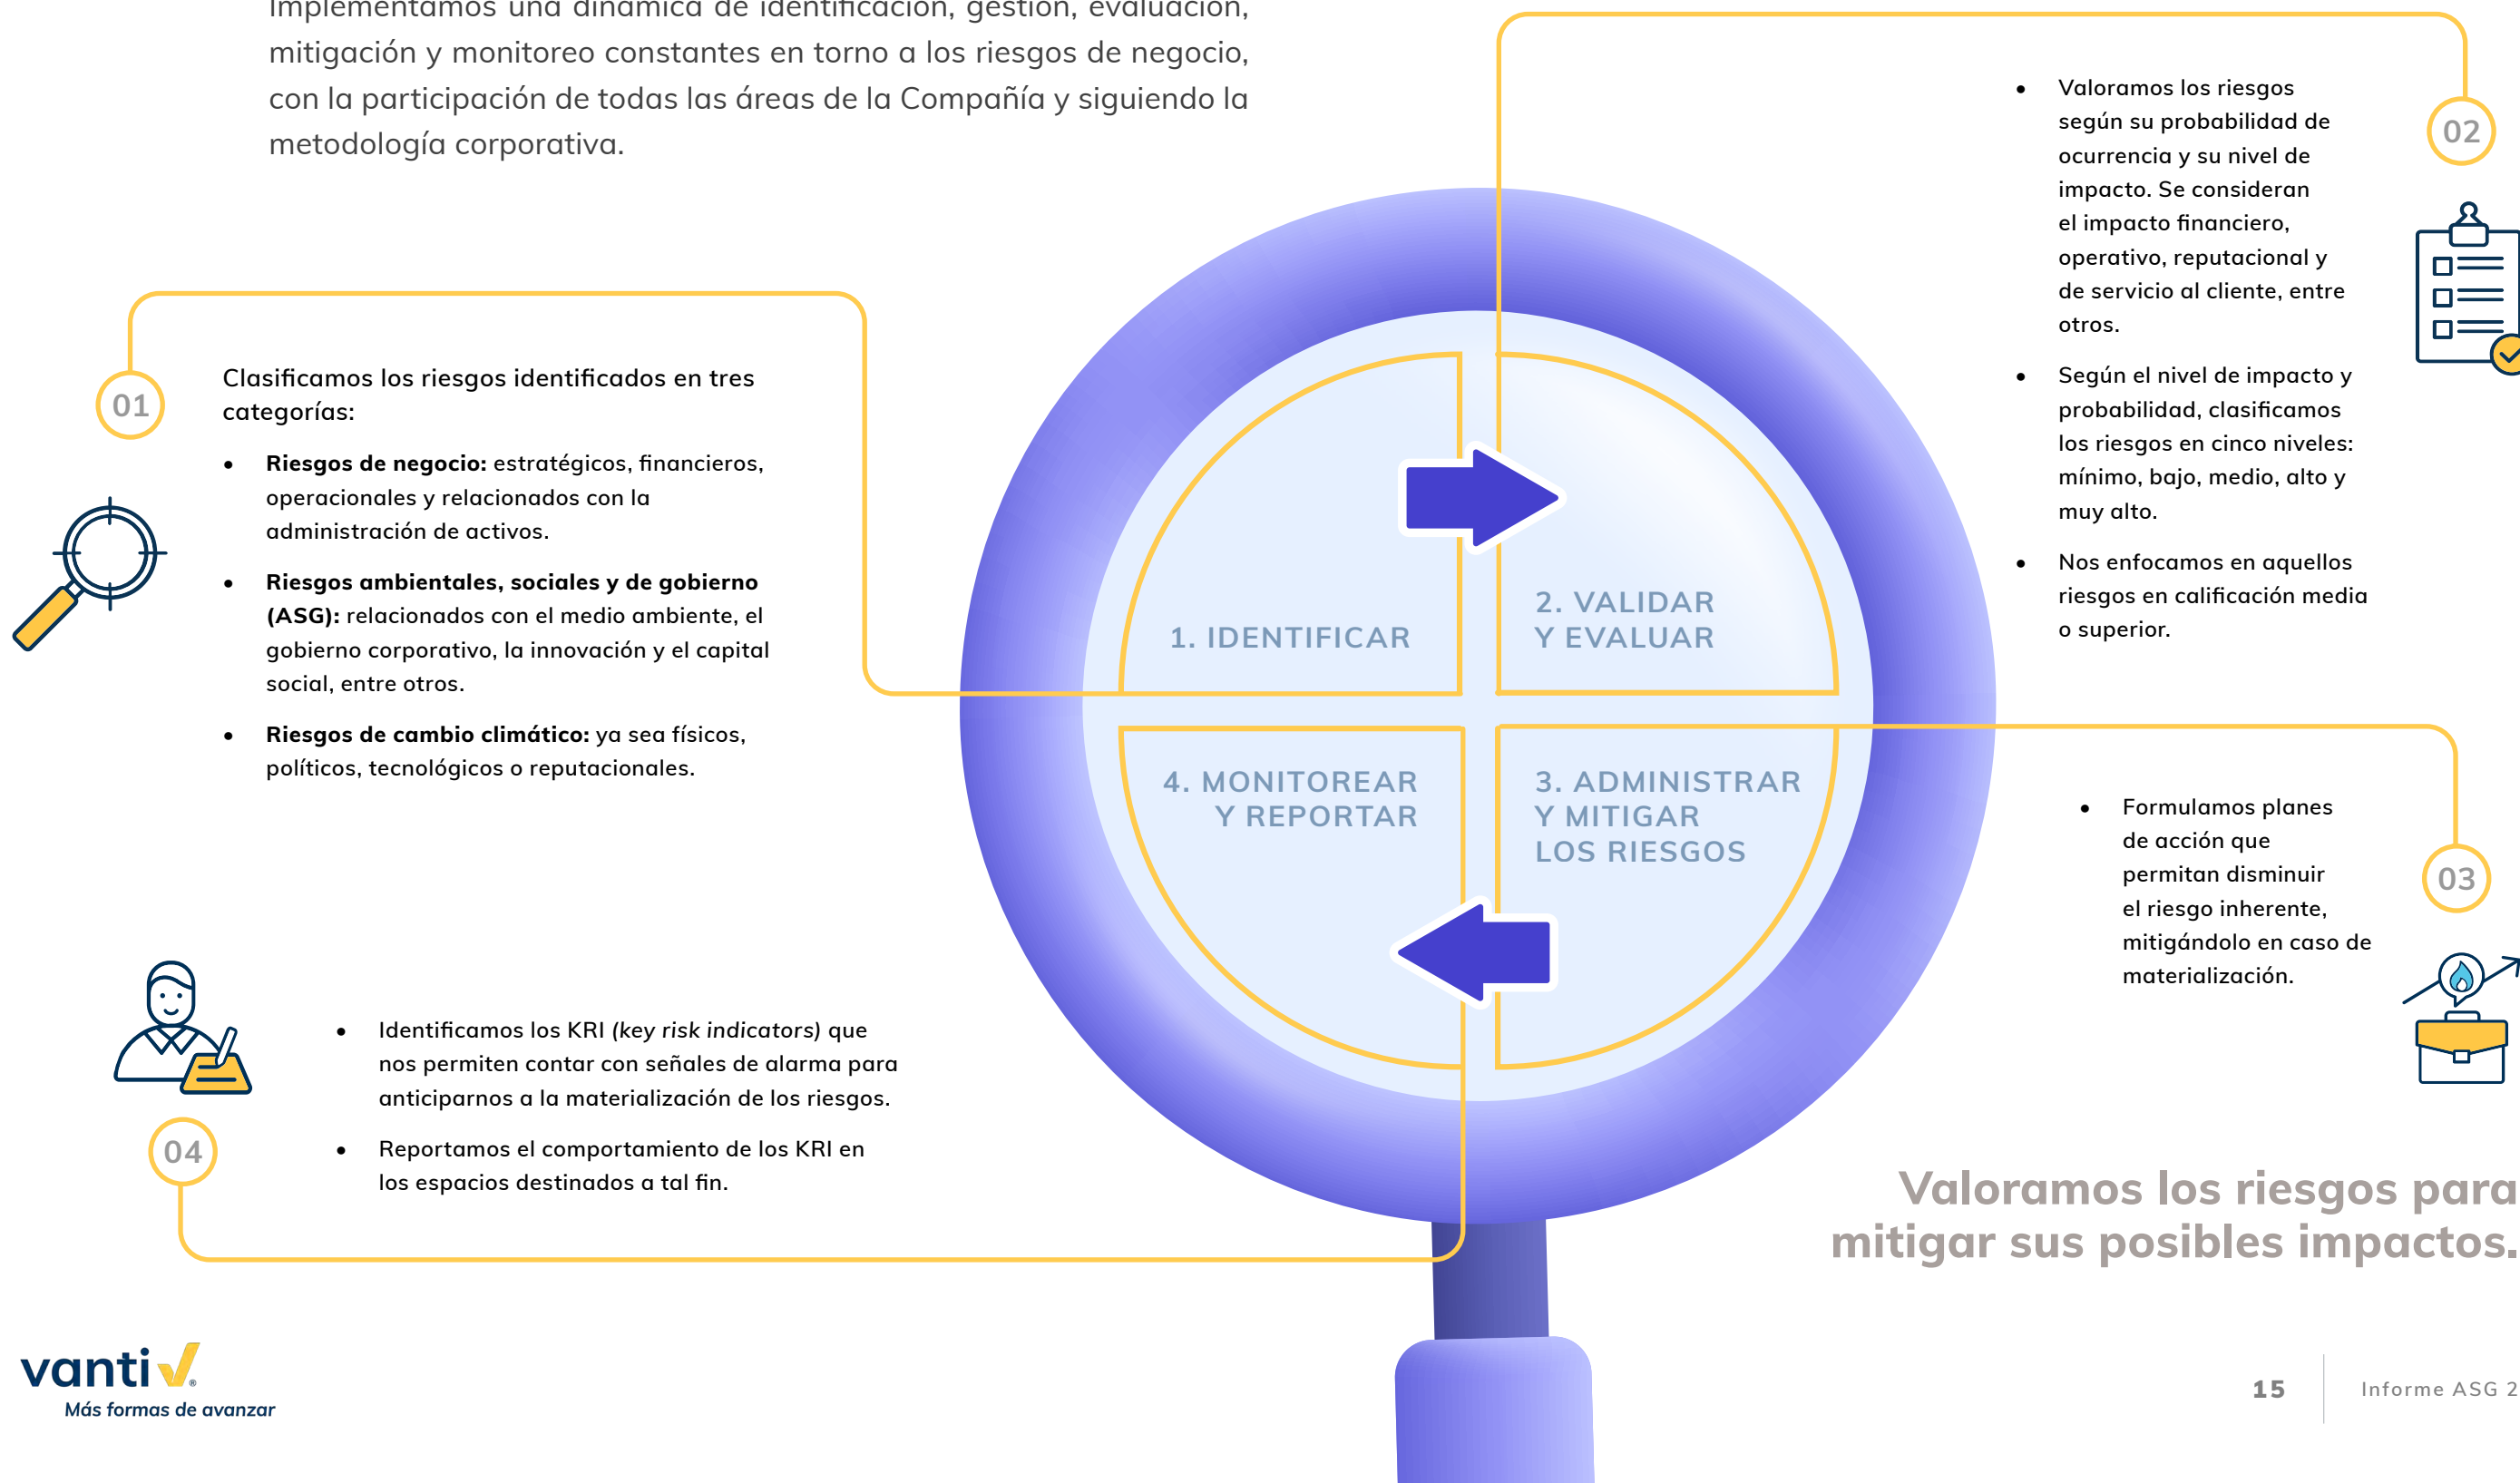 Implementamos una dinámica de identificación, gestión, evaluación,
mitigación y monitoreo constantes en torno a los riesgos de negocio,
con la participación de todas las áreas de la Compañía y siguiendo la
metodología corporativa.
01
Clasificamos los riesgos identificados en tres
categorías:
• Riesgos de negocio: estratégicos, financieros,
operacionales y relacionados con la
administración de activos.
• Riesgos ambientales, sociales y de gobierno
(ASG): relacionados con el medio ambiente, el
gobierno corporativo, la innovación y el capital
social, entre otros.
• Riesgos de cambio climático: ya sea físicos,
políticos, tecnológicos o reputacionales.
1. IDENTIFICAR
2. VALIDAR
Y EVALUAR
3. ADMINISTRAR
Y MITIGAR
LOS RIESGOS
4. MONITOREAR
Y REPORTAR
02
• Valoramos los riesgos
según su probabilidad de
ocurrencia y su nivel de
impacto. Se consideran
el impacto financiero,
operativo, reputacional y
de servicio al cliente, entre
otros.
• Según el nivel de impacto y
probabilidad, clasificamos
los riesgos en cinco niveles:
mínimo, bajo, medio, alto y
muy alto.
• Nos enfocamos en aquellos
riesgos en calificación media
o superior.
03
• Formulamos planes
de acción que
permitan disminuir
el riesgo inherente,
mitigándolo en caso de
materialización.
04
• Identificamos los KRI (key risk indicators) que
nos permiten contar con señales de alarma para
anticiparnos a la materialización de los riesgos.
• Reportamos el comportamiento de los KRI en
los espacios destinados a tal fin.
Valoramos los riesgos para
mitigar sus posibles impactos.
vanti ®
Más formas de avanzar
15
Informe ASG 2